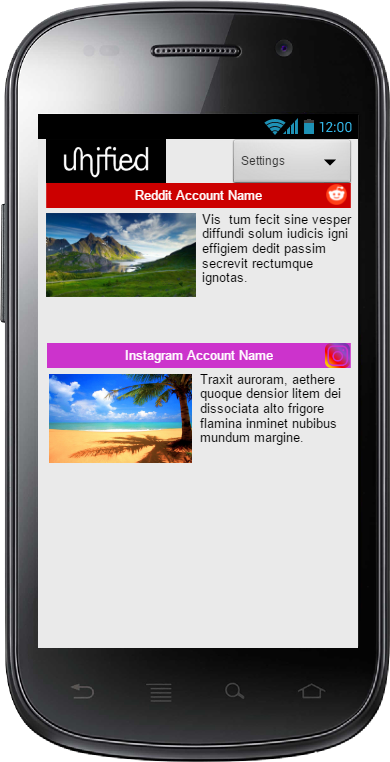 12:00
unified
Settings
Reddit Account Name
Vis tum fecit sine vesper
diffundi solum iudicis igni
effigiem dedit passim
secrevit rectumque
ignotas.
Instagram Account Name
Traxit auroram, aethere
quoque densior litem dei
dissociata alto frigore
flamina inminet nubibus
mundum margine.